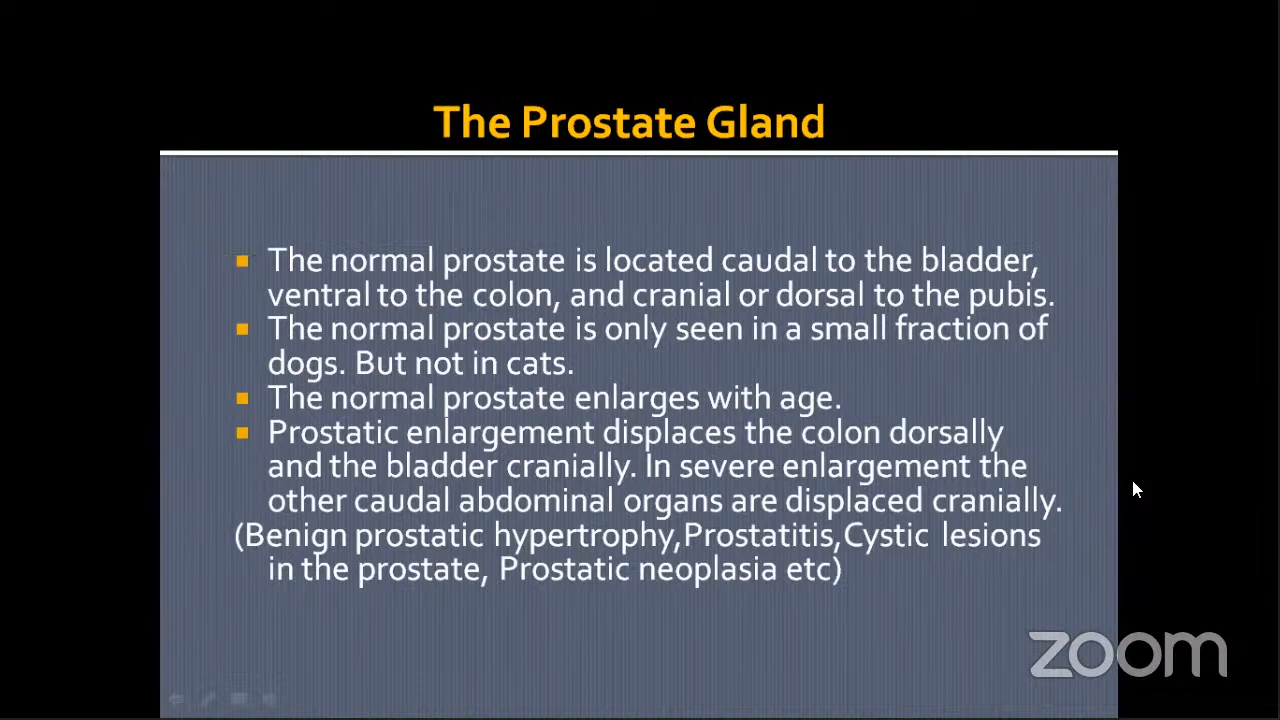 The Prostate Gland
The normal prostate is located caudal to the bladder,
ventral to the colon, and cranial or dorsal to the pubis.
The normal prostate is only seen in a small fraction of
dogs. But not in cats.
The normal prostate enlarges with age.
Prostatic enlargement displaces the colon dorsally
and the bladder cranially. In severe enlargement the
other caudal abdominal organs are displaced cranially.
(Benign prostatic hypertrophy,Prostatitis,Cystic lesions
in the prostate, Prostatic neoplasia etc)
zoom